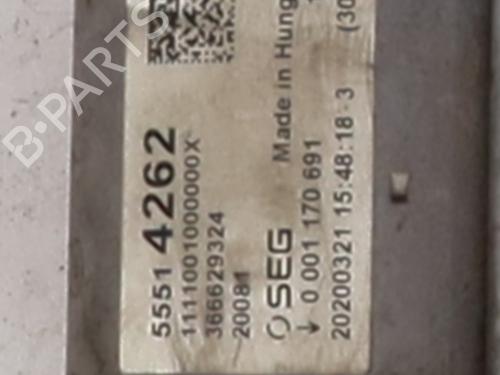 5551 4262
1111001000000X
366629324
20081
SEG Made in Hung
0 001 170 691
20200321 15:48:18 3
(30
B-PARTS